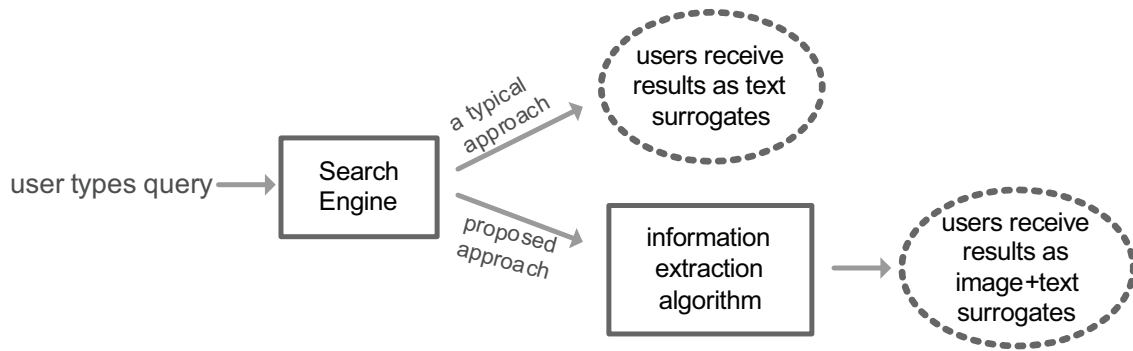 user types query
Search
Engine
a typical
approach
users receive
results as text
surrogates
proposed
approach
information
extraction
algorithm
users receive
results as
image+text
surrogates